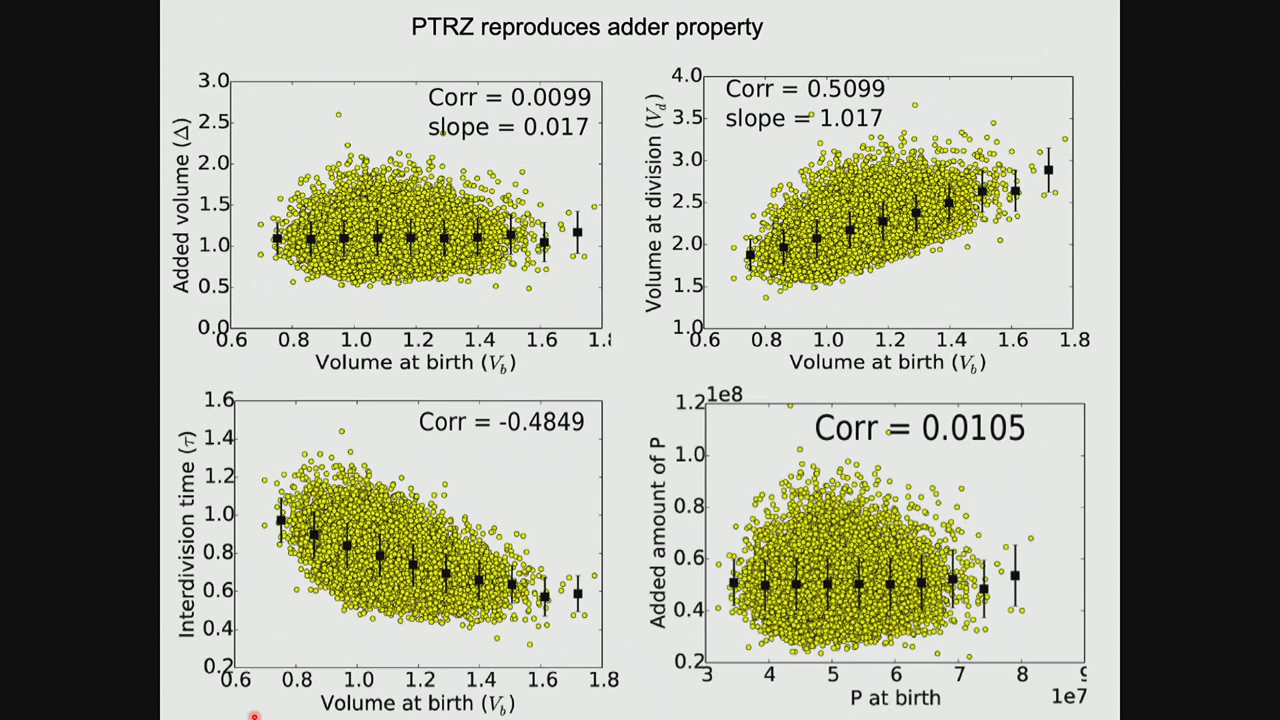 PTRZ reproduces adder property
3.0
2.5
2.0
1.5
1.0
0.5
0.0
Added volume (Δ)
Corr = 0.0099
slope = 0.017
0.6 0.8 1.0 1.2 1.4 1.6 1.8
Volume at birth (V_b)
4.0
3.5
3.0
2.5
2.0
1.5
1.0
Volume at division (V_d)
Corr = 0.5099
slope = 1.017
0.6 0.8 1.0 1.2 1.4 1.6 1.8
Volume at birth (V_b)
1.6
1.4
1.2
1.0
0.8
0.6
0.4
0.2
Interdivision time (τ)
Corr = -0.4849
0.6 0.8 1.0 1.2 1.4 1.6 1.8
Volume at birth (V_b)
1e8
1.2
1.0
0.8
0.6
0.4
0.2
Added amount of P
Corr = 0.0105
3 4 5 6 7 8 9
P at birth
1e7